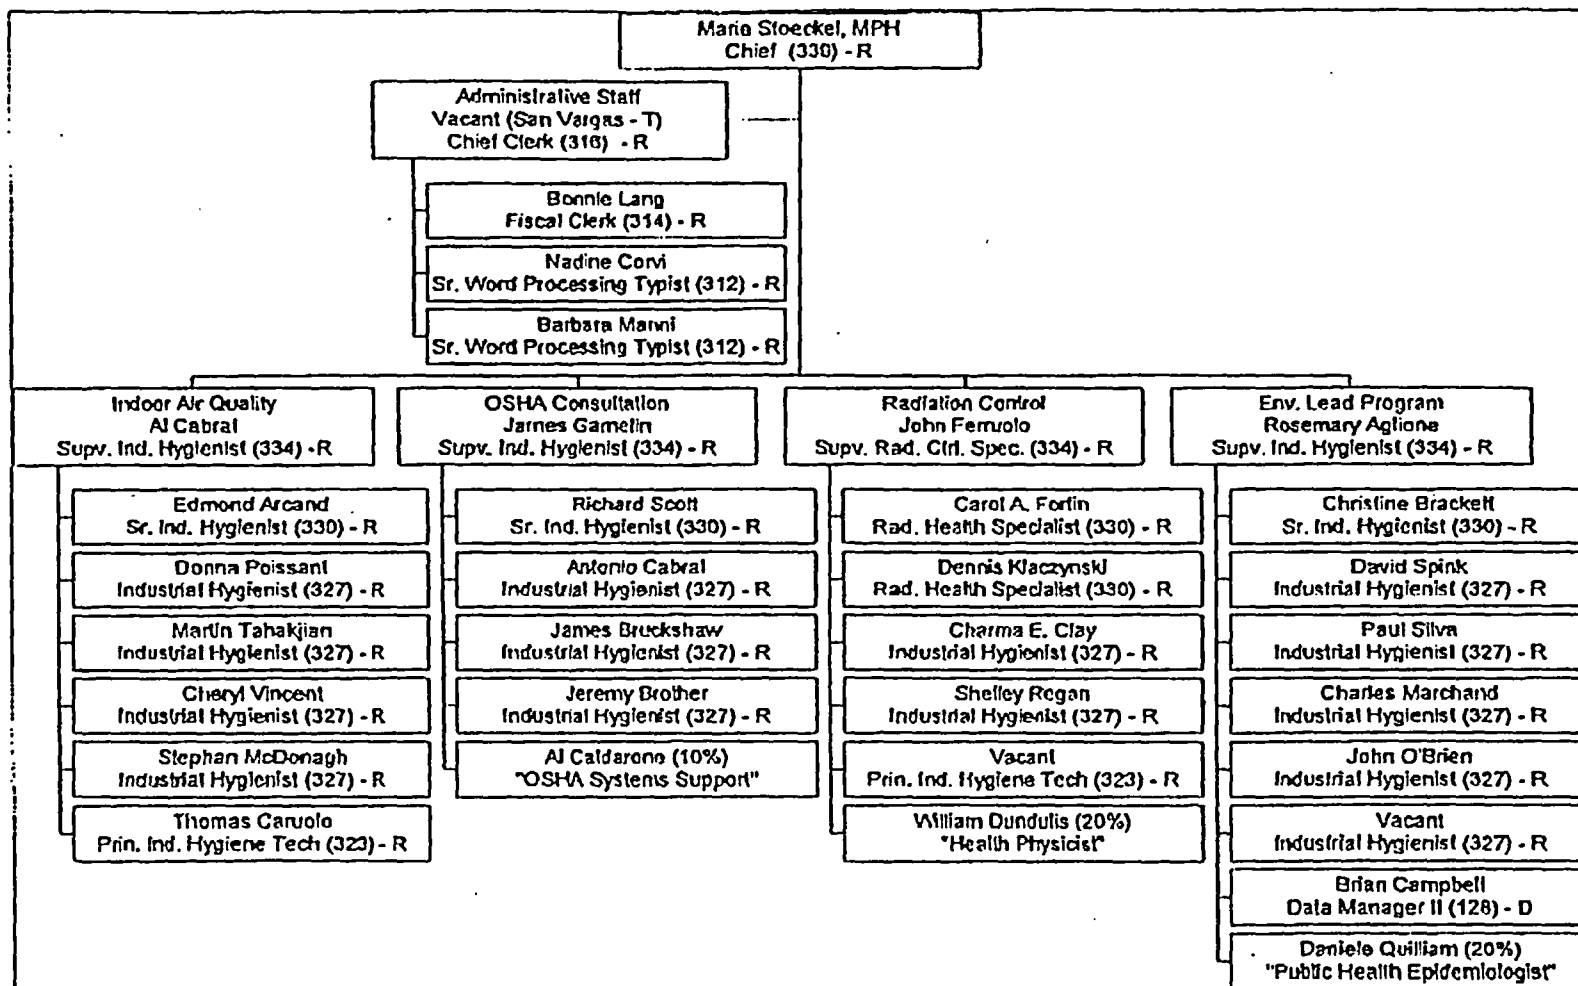 Marie Stoeckel, MPH
Chief (330) - R
Administrative Staff
Vacant (San Vargas - T)
Chief Clerk (316) - R
Bonnie Lang
Fiscal Clerk (314) - R
Nadine Corvi
Sr. Word Processing Typist (312) - R
Barbara Manni
Sr. Word Processing Typist (312) - R
Indoor Air Quality
Al Cabral
Supv. Ind. Hygienist (334) - R
Edmond Arcand
Sr. Ind. Hygienist (330) - R
Donna Poissant
Industrial Hygienist (327) - R
Martin Tahakjian
Industrial Hygienist (327) - R
Cheryl Vincent
Industrial Hygienist (327) - R
Stephan McDonagh
Industrial Hygienist (327) - R
Thomas Caruolo
Prin. Ind. Hygiene Tech (323) - R
OSHA Consultation
James Gamelin
Supv. Ind. Hygienist (334) - R
Richard Scott
Sr. Ind. Hygienist (330) - R
Antonio Cabral
Industrial Hygienist (327) - R
James Bruckshaw
Industrial Hygienist (327) - R
Jeremy Brother
Industrial Hygienist (327) - R
Al Caldarone (10%)
"OSHA Systems Support"
Radiation Control
John Ferruolo
Supv. Rad. Ctrl. Spec. (334) - R
Carol A. Fortin
Rad. Health Specialist (330) - R
Dennis Klaczynski
Rad. Health Specialist (330) - R
Charma E. Clay
Industrial Hygienist (327) - R
Shelley Regan
Industrial Hygienist (327) - R
Vacant
Prin. Ind. Hygiene Tech (323) - R
William Dundulis (20%)
"Health Physicist"
Env. Lead Program
Rosemary Aglione
Supv. Ind. Hygienist (334) - R
Christine Brackett
Sr. Ind. Hygienist (330) - R
David Spink
Industrial Hygienist (327) - R
Paul Silva
Industrial Hygienist (327) - R
Charles Marchand
Industrial Hygienist (327) - R
John O'Brien
Industrial Hygienist (327) - R
Vacant
Industrial Hygienist (327) - R
Brian Campbell
Data Manager II (128) - D
Daniele Quilliam (20%)
"Public Health Epidemiologist"